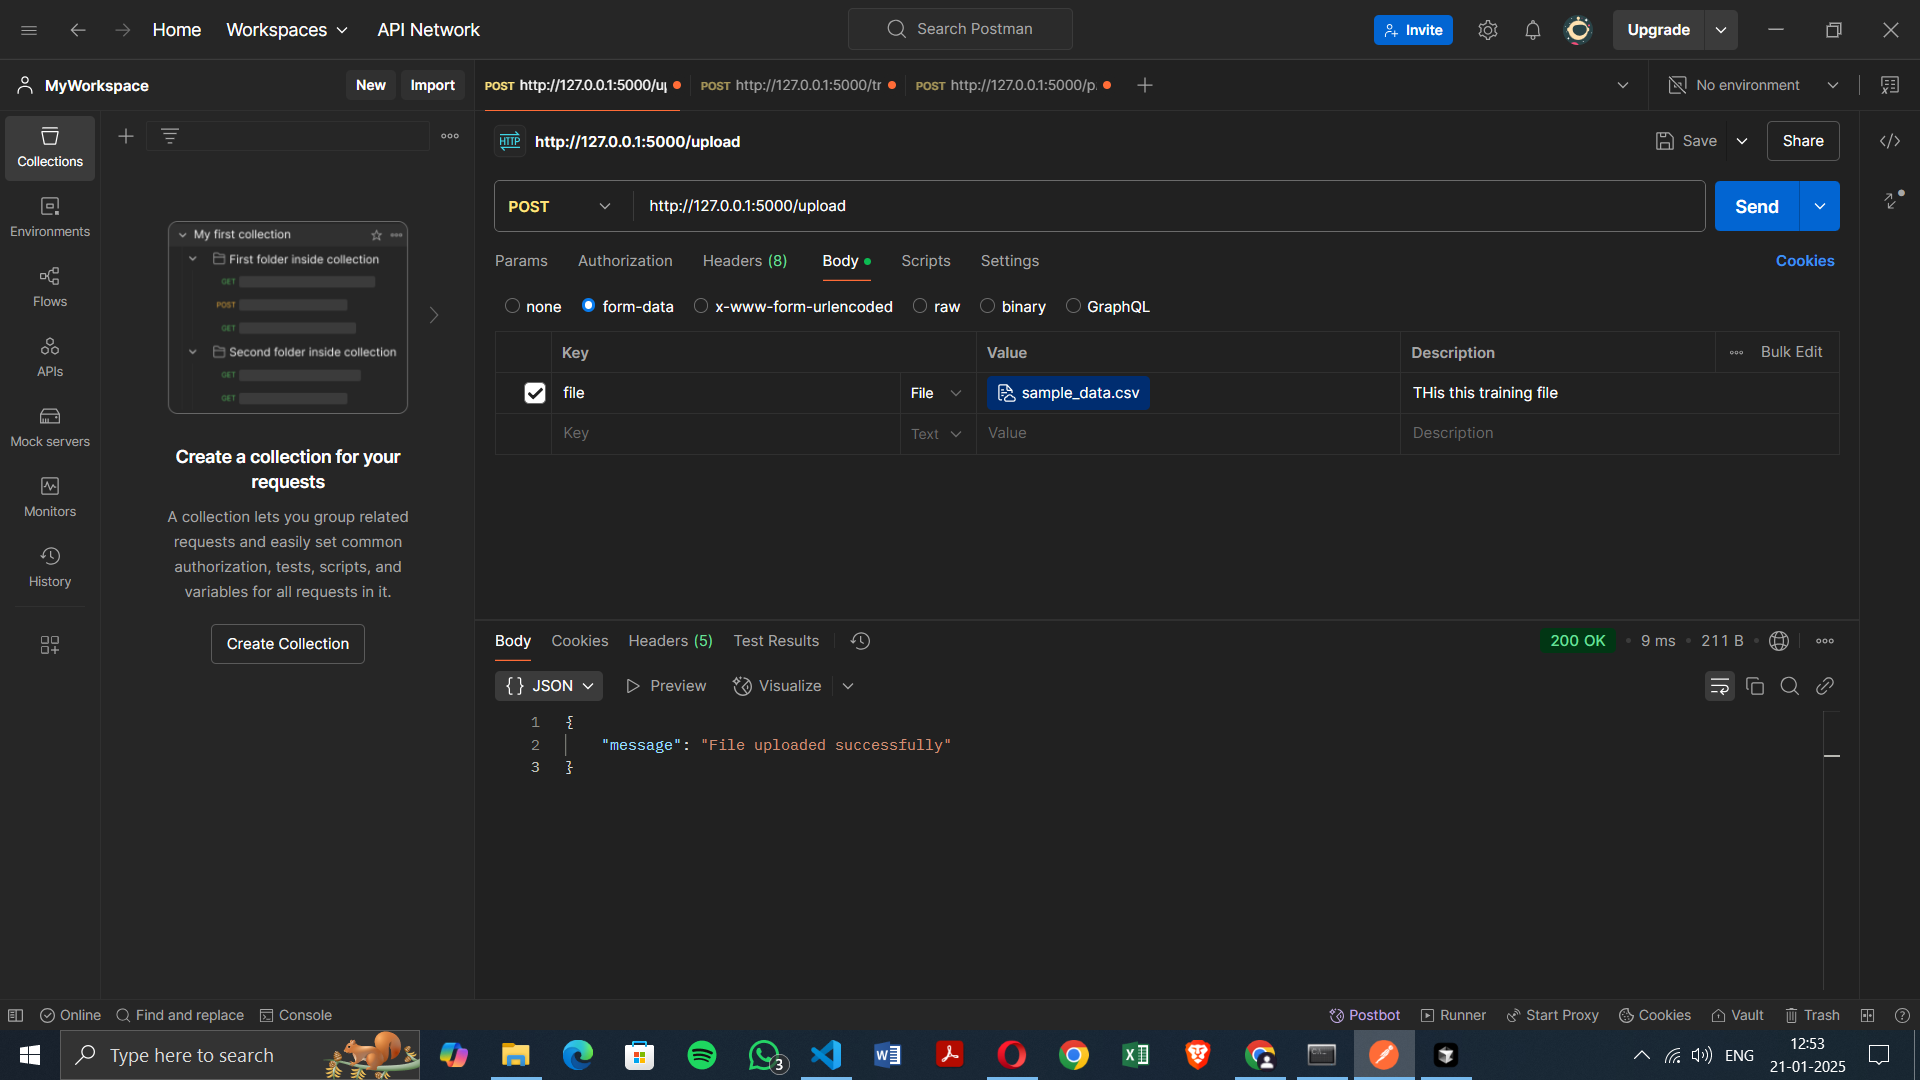 Home
Workspaces
API Network
Search Postman
Invite
Upgrade
MyWorkspace
New
Import
POST http://127.0.0.1:5000/up
POST http://127.0.0.1:5000/tr
POST http://127.0.0.1:5000/p
No environment
Collections
Environments
Flows
APIs
Mock servers
Monitors
History
My first collection
First folder inside collection
GET
POST
GET
Second folder inside collection
GET
GET
Create a collection for your
requests
A collection lets you group related
requests and easily set common
authorization, tests, scripts, and
variables for all requests in it.
Create Collection
HTTP http://127.0.0.1:5000/upload
Save
Share
POST
http://127.0.0.1:5000/upload
Send
Params
Authorization
Headers (8)
Body
Scripts
Settings
Cookies
none
form-data
x-www-form-urlencoded
raw
binary
GraphQL
Key
Value
Description
Bulk Edit
file
File
sample_data.csv
THis this training file
Key
Text
Value
Description
Body
Cookies
Headers (5)
Test Results
200 OK
9 ms
211 B
{} JSON
Preview
Visualize
1 {
2 "message": "File uploaded successfully"
3 }
Online
Find and replace
Console
Postbot
Runner
Start Proxy
Cookies
Vault
Trash
Type here to search
3
ENG
12:53
21-01-2025